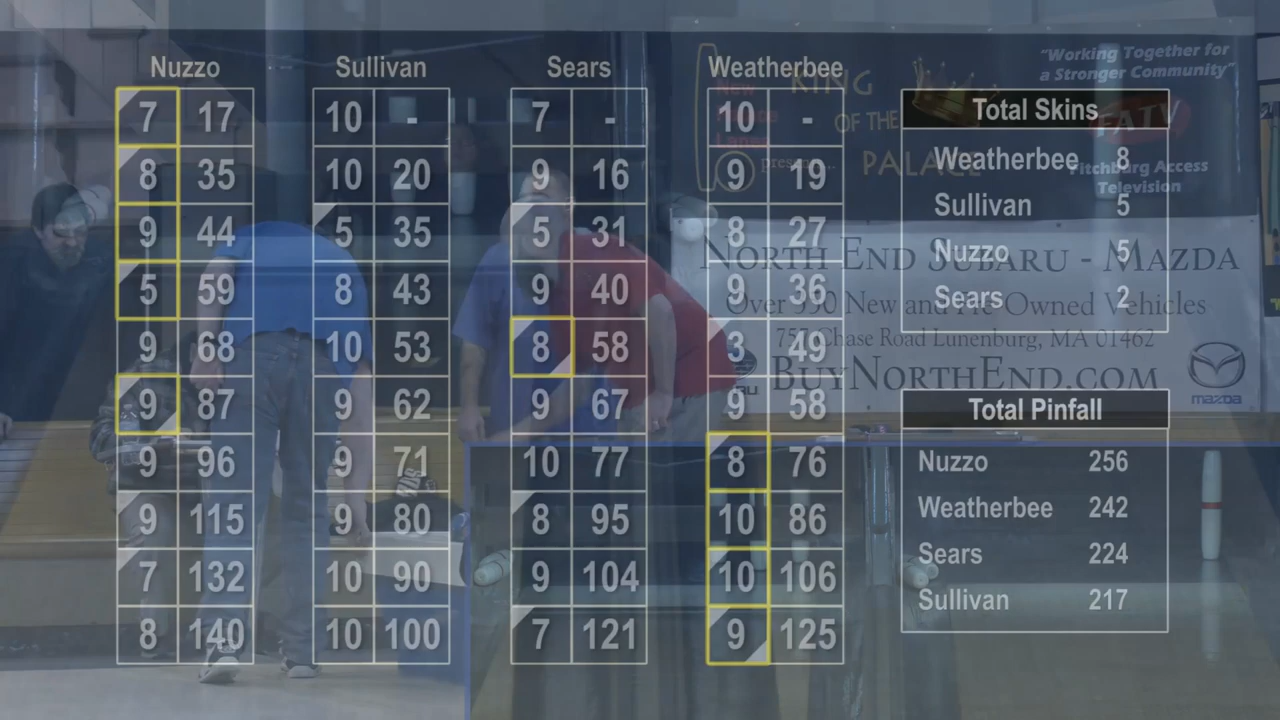 Nuzzo Sullivan Sears Weatherbee
7 17 10 - 7 - 10 -
8 35 10 20 9 16 9 19
9 44 5 35 5 31 8 27
5 59 8 43 9 40 9 36
9 68 10 53 8 58 3 49
9 87 9 62 9 67 9 58
9 96 9 71 10 77 8 76
9 115 9 80 8 95 10 86
7 132 10 90 9 104 10 106
8 140 10 100 7 121 9 125
Total Skins
Weatherbee 8
Sullivan 5
Nuzzo 5
Sears 2
Total Pinfall
Nuzzo 256
Weatherbee 242
Sears 224
Sullivan 217
"Working Together for
a Stronger Community"
FATV
Fitchburg Access
Television
New
KING
OF THE
PALACE
NORTH END SUBARU - MAZDA
Over 350 New and Pre-Owned Vehicles
757 Chase Road Lunenburg, MA 01462
BUYNORTHEND.COM
mazda